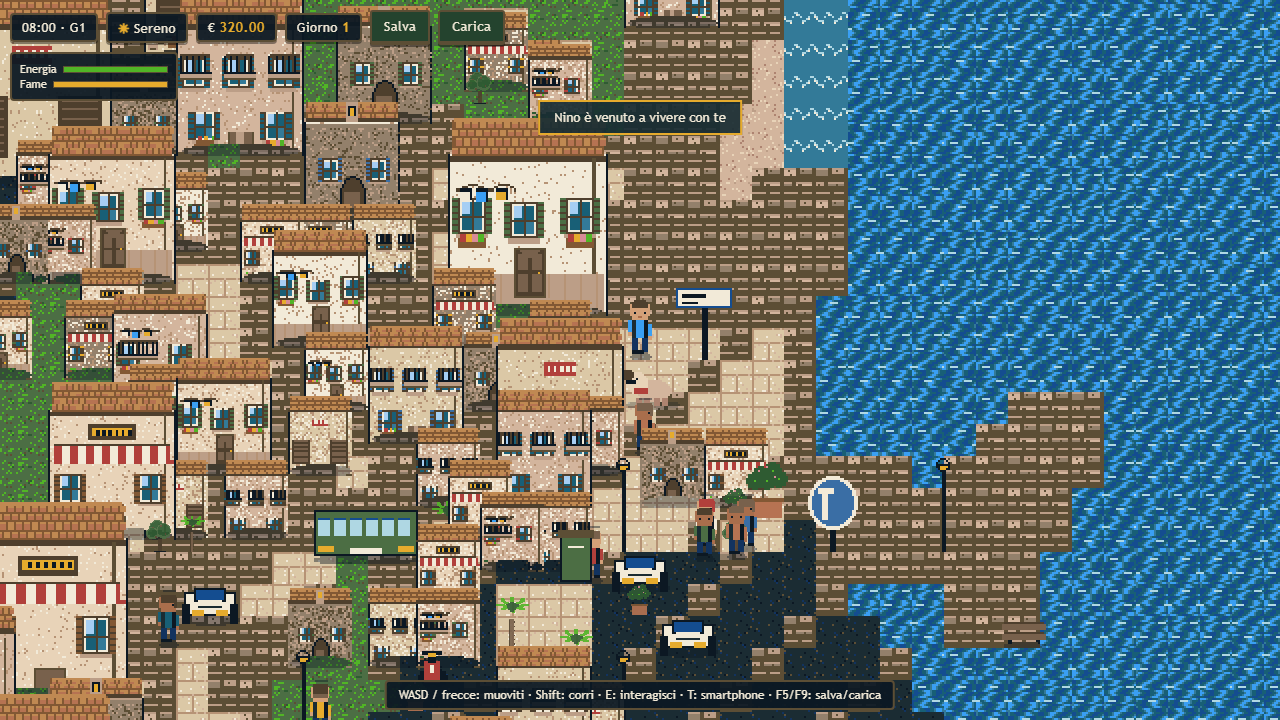 08:00 · G1
Sereno
€ 320.00
Giorno 1
Salva
Carica
Energia
Fame
Nino è venuto a vivere con te
T
WASD / frecce: muoviti · Shift: corri · E: interagisci · T: smartphone · F5/F9: salva/carica